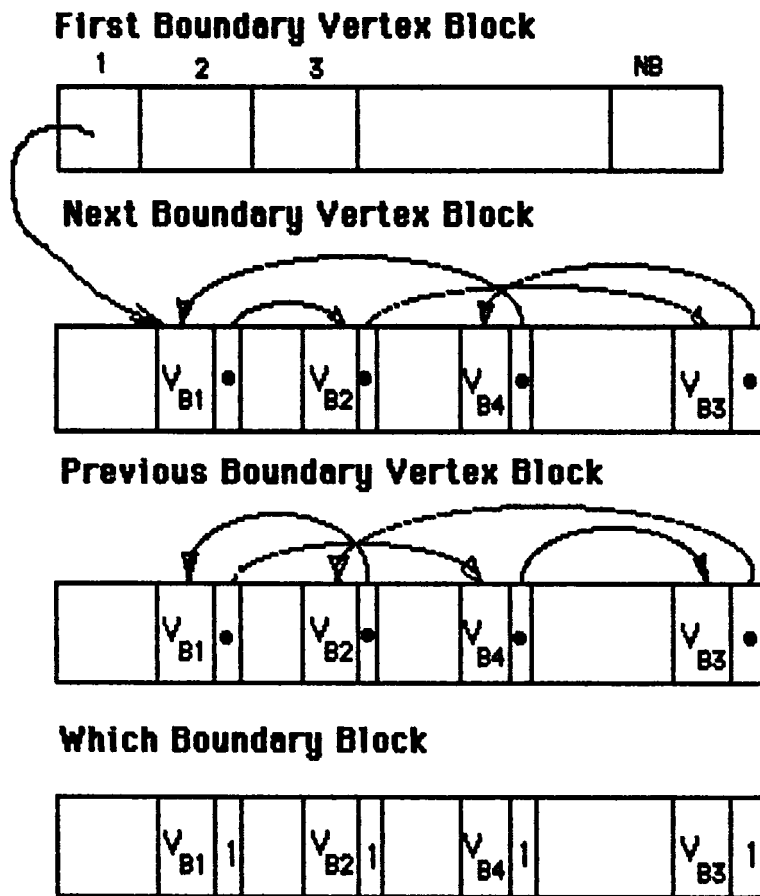 First Boundary Vertex Block
1 2 3 NB
Next Boundary Vertex Block
VB1 VB2 VB4 VB3
Previous Boundary Vertex Block
VB1 VB2 VB4 VB3
Which Boundary Block
VB1 1 VB2 1 VB4 1 VB3 1